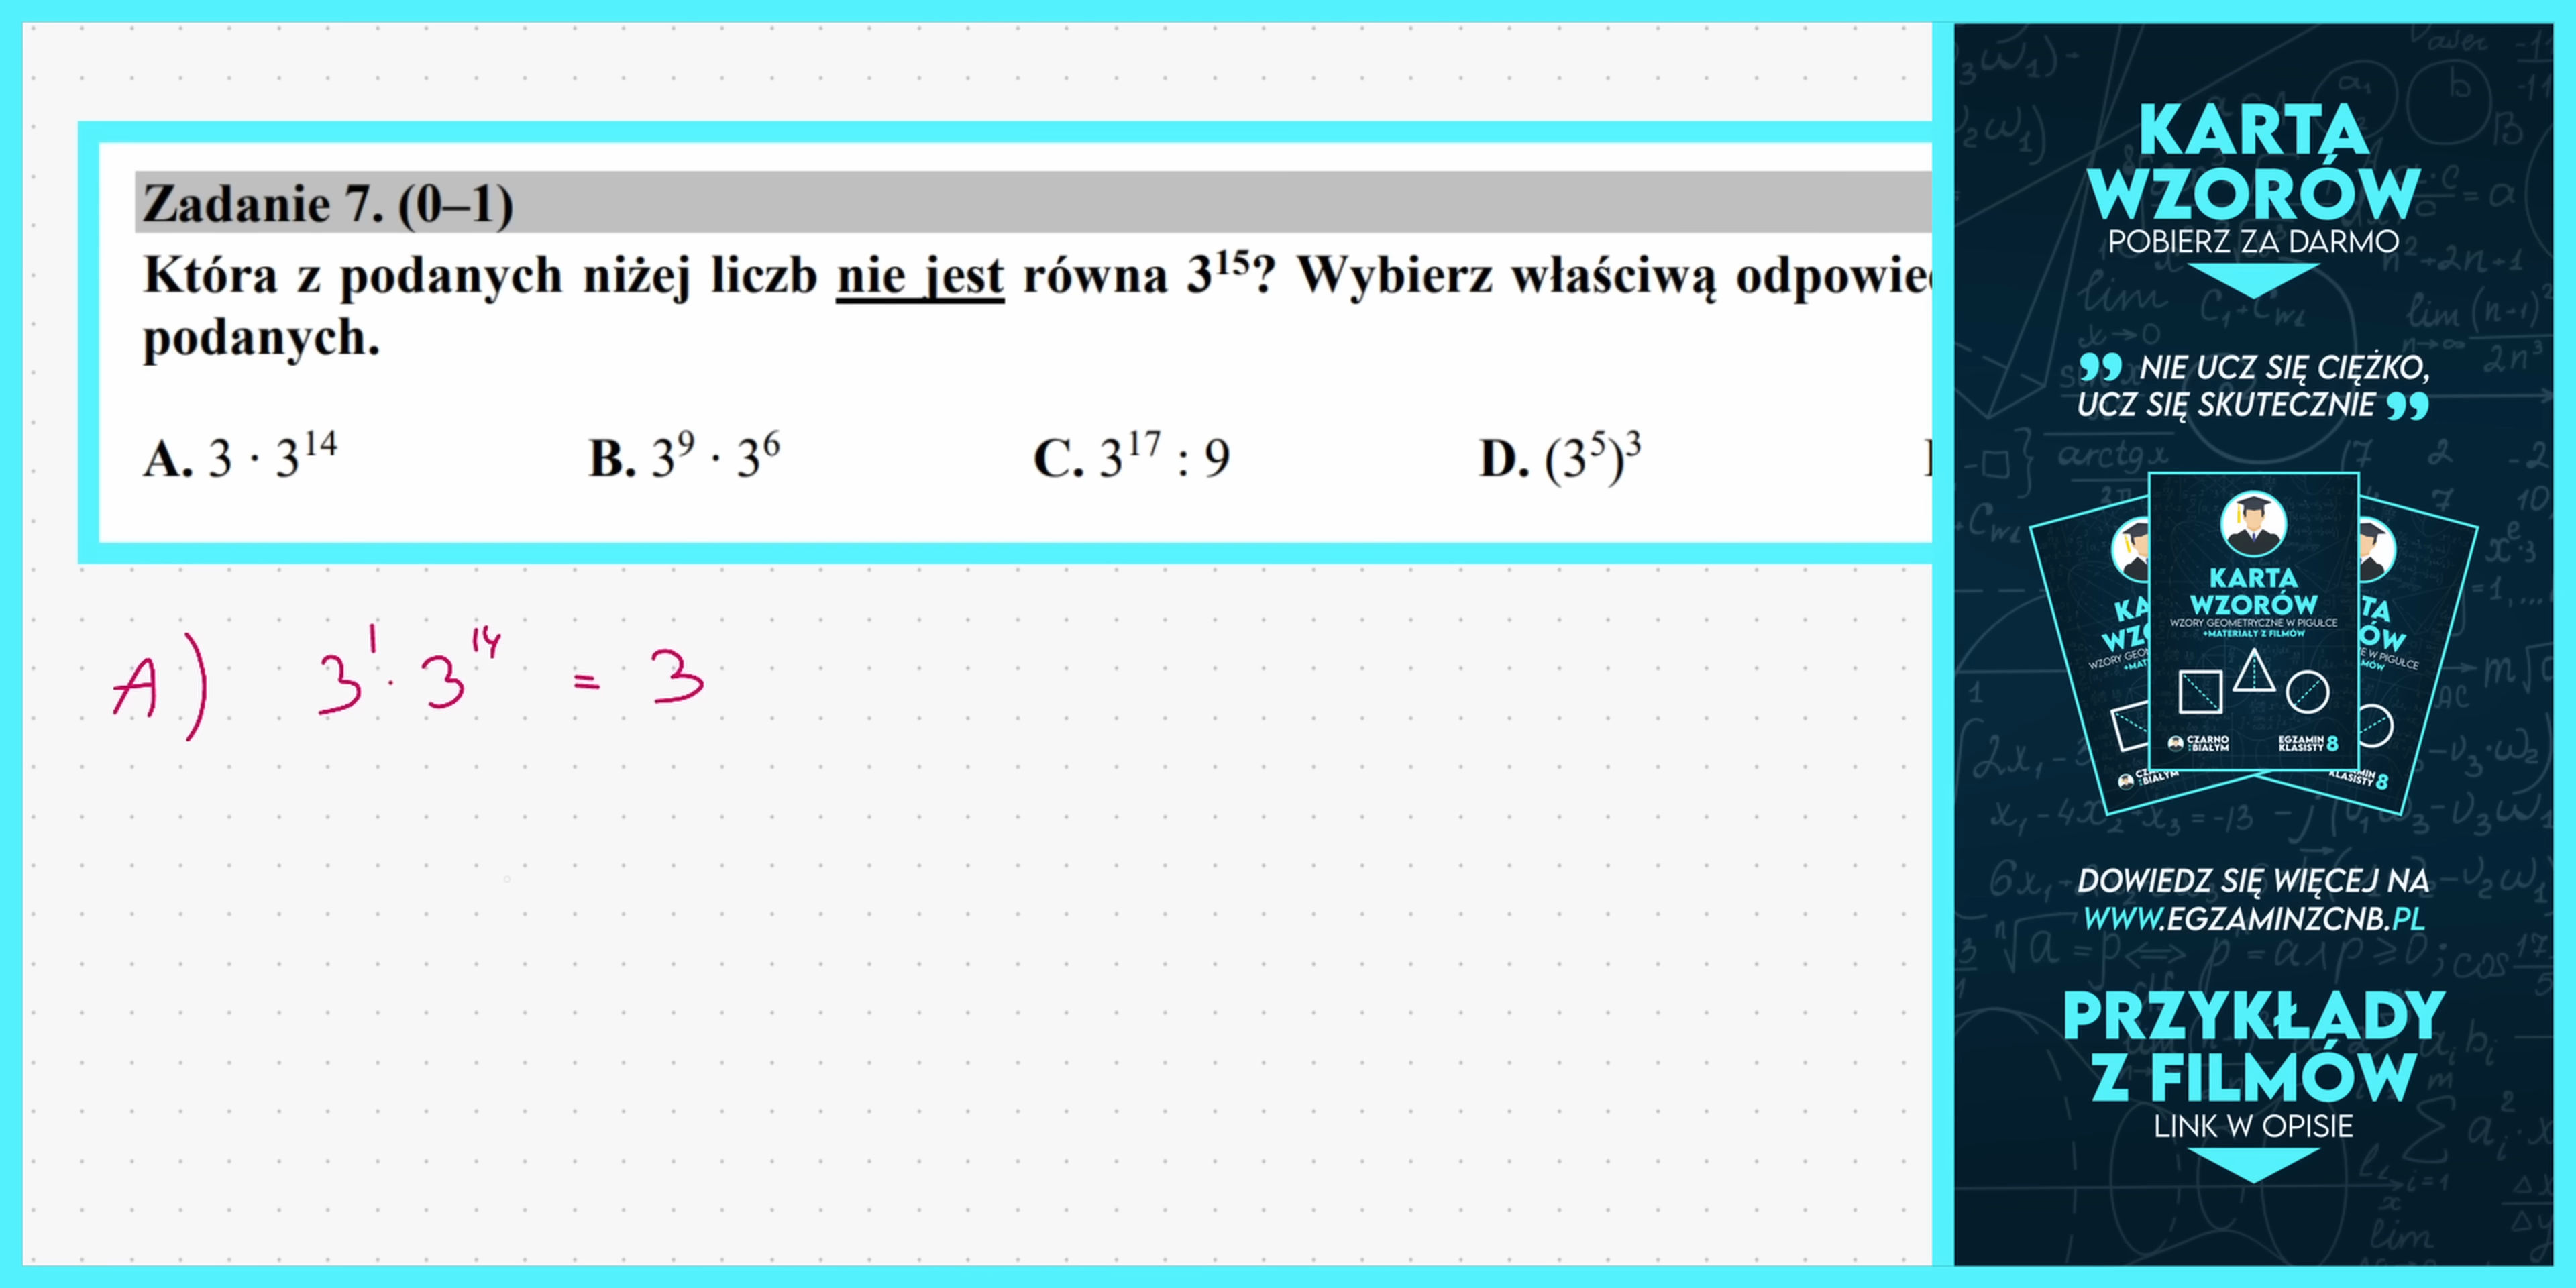 Zadanie 7. (0–1)
Która z podanych niżej liczb nie jest równa 3¹⁵? Wybierz właściwą
podanych.
A. 3 · 3¹⁴ B. 3⁹ · 3⁶ C. 3¹⁷ : 9 D. (3⁵)³
A) 3¹ · 3¹⁴ = 3
KARTA
WZORÓW
POBIERZ ZA DARMO
NIE UCZ SIĘ CIĘŻKO,
UCZ SIĘ SKUTECZNIE
KARTA
WZORÓW
WZORY GEOMETRYCZNE W PIGUŁCE
+MATERIAŁY Z FILMÓW
CZARNO
BIAŁYM
EGZAMIN
KLASISTY 8
DOWIEDZ SIĘ WIĘCEJ NA
WWW.EGZAMINZCNB.PL
PRZYKŁADY
Z FILMÓW
LINK W OPISIE